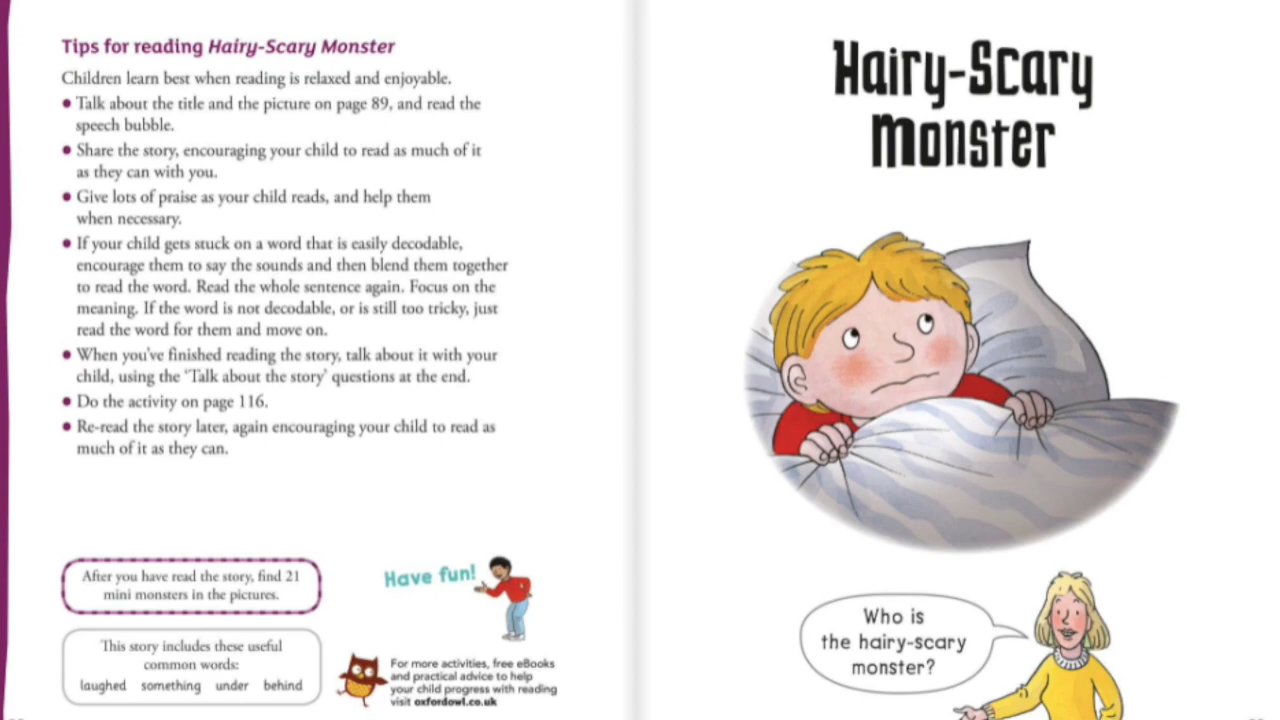 Tips for reading Hairy-Scary Monster
Children learn best when reading is relaxed and enjoyable.
• Talk about the title and the picture on page 89, and read the
speech bubble.
• Share the story, encouraging your child to read as much of it
as they can with you.
• Give lots of praise as your child reads, and help them
when necessary.
• If your child gets stuck on a word that is easily decodable,
encourage them to say the sounds and then blend them together
to read the word. Read the whole sentence again. Focus on the
meaning. If the word is not decodable, or is still too tricky, just
read the word for them and move on.
• When you've finished reading the story, talk about it with your
child, using the 'Talk about the story' questions at the end.
• Do the activity on page 116.
• Re-read the story later, again encouraging your child to read as
much of it as they can.
After you have read the story, find 21
mini monsters in the pictures.
Have fun!
This story includes these useful
common words:
laughed something under behind
For more activities, free eBooks
and practical advice to help
your child progress with reading
visit oxfordowl.co.uk
Hairy-Scary
Monster
Who is
the hairy-scary
monster?